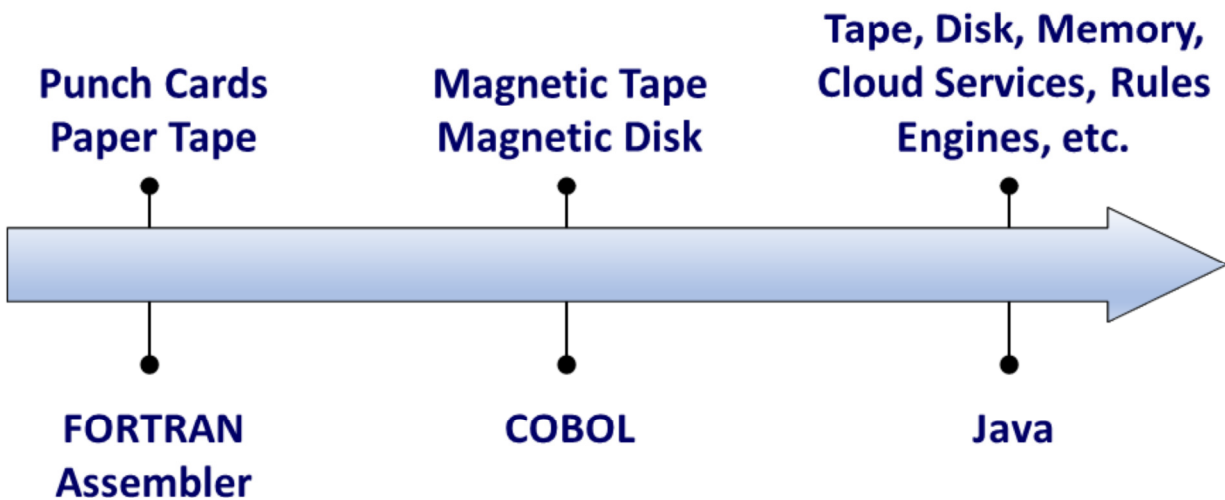 Punch Cards
Paper Tape
Magnetic Tape
Magnetic Disk
Tape, Disk, Memory,
Cloud Services, Rules
Engines, etc.
FORTRAN
Assembler
COBOL
Java